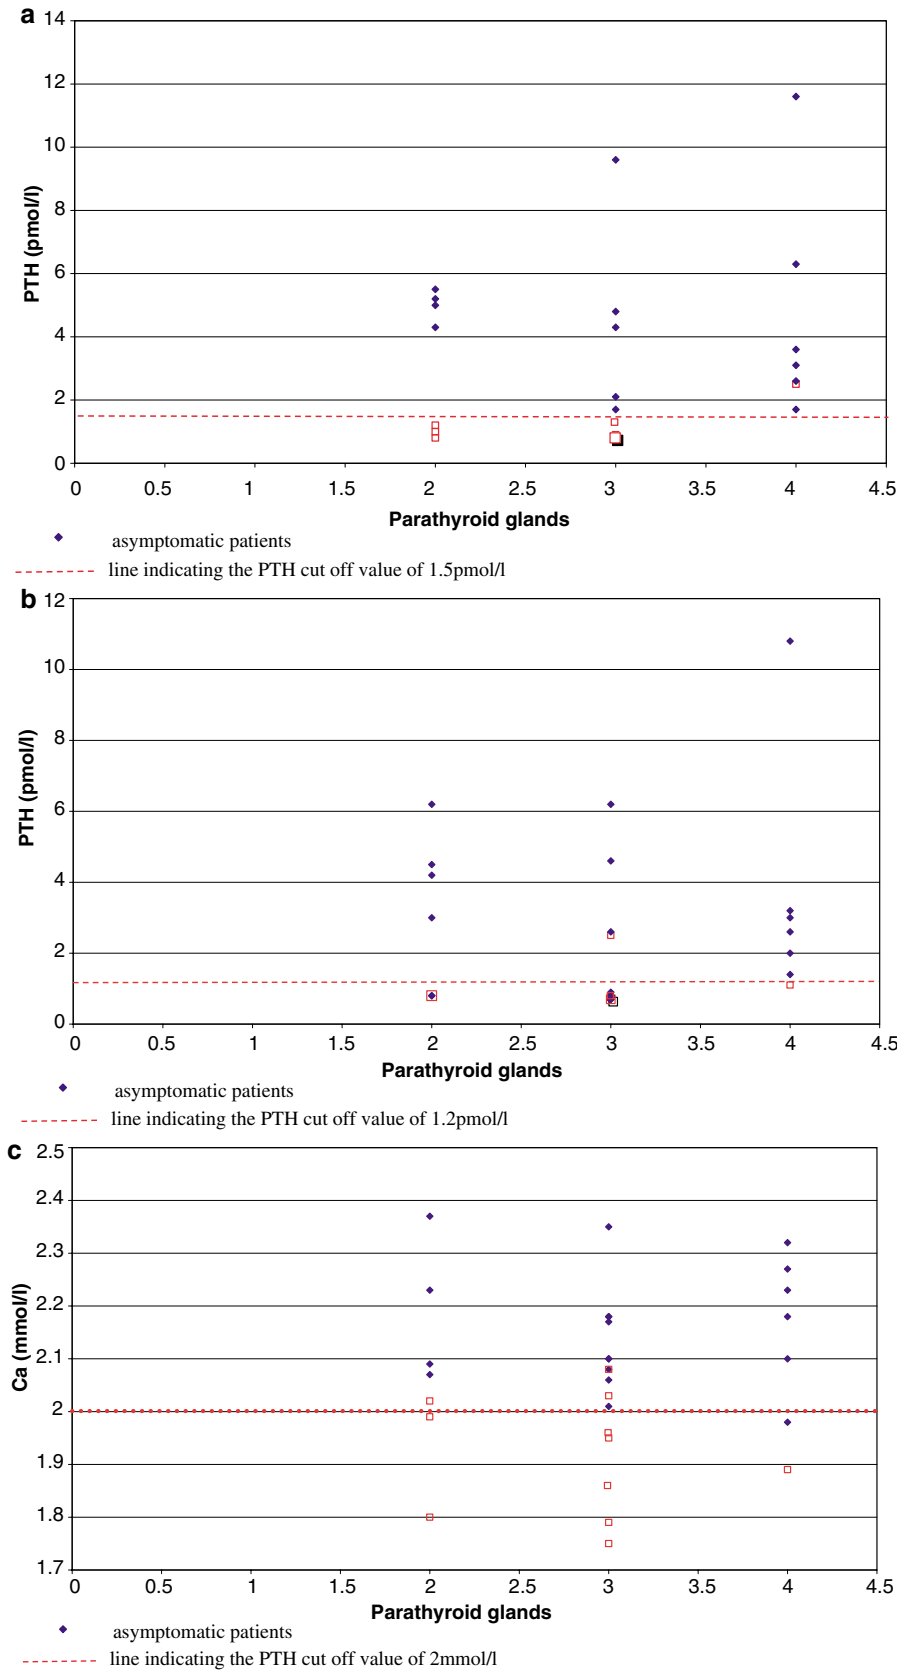 a
14
12
10
8
6
4
2
0
PTH (pmol/l)
0 0.5 1 1.5 2 2.5 3 3.5 4 4.5
Parathyroid glands
asymptomatic patients
line indicating the PTH cut off value of 1.5pmol/l
b
12
10
8
6
4
2
0
PTH (pmol/l)
0 0.5 1 1.5 2 2.5 3 3.5 4 4.5
Parathyroid glands
asymptomatic patients
line indicating the PTH cut off value of 1.2pmol/l
c
2.5
2.4
2.3
2.2
2.1
2
1.9
1.8
1.7
Ca (mmol/l)
0 0.5 1 1.5 2 2.5 3 3.5 4 4.5
Parathyroid glands
asymptomatic patients
line indicating the PTH cut off value of 2mmol/l